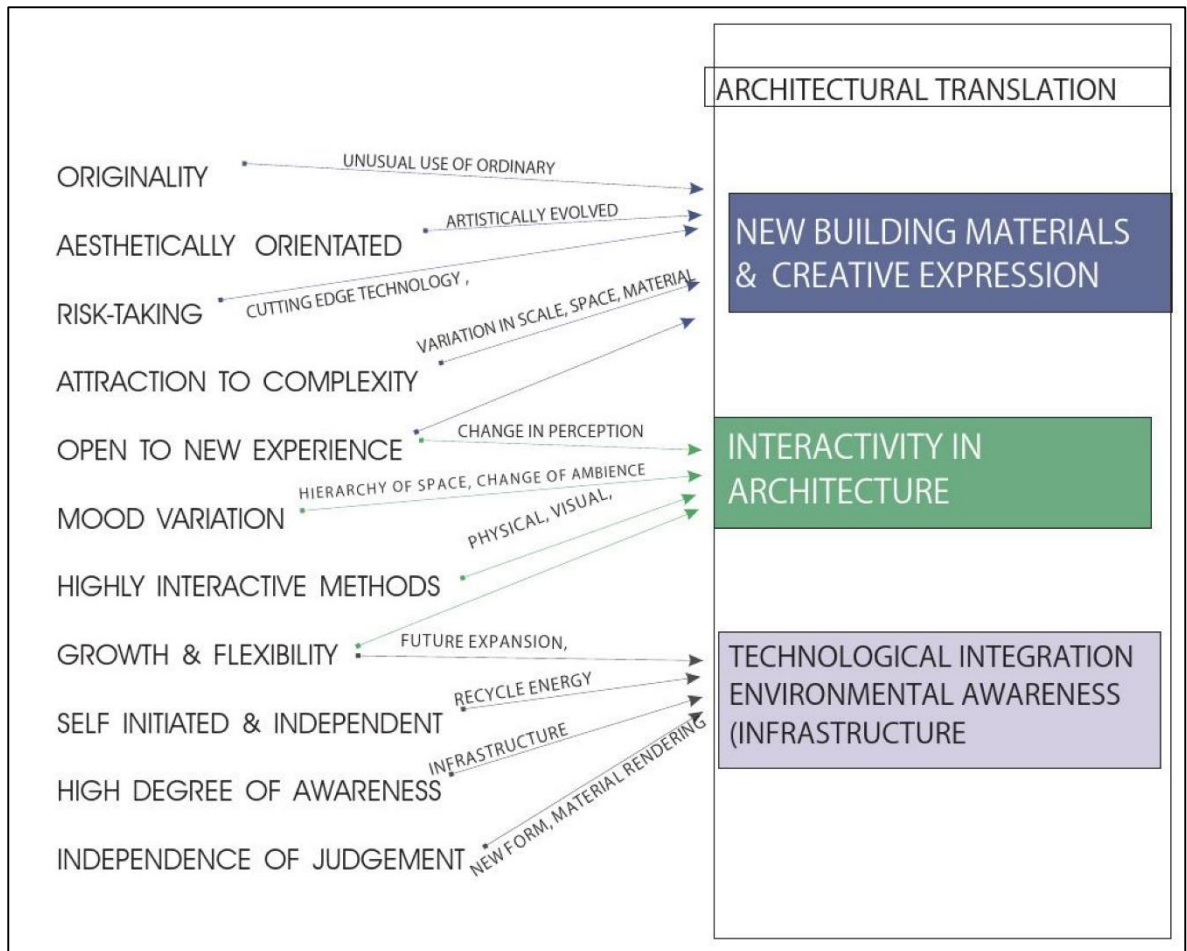 ARCHITECTURAL TRANSLATION
ORIGINALITY
UNUSUAL USE OF ORDINARY
AESTHETICALLY ORIENTATED
ARTISTICALLY EVOLVED
RISK-TAKING
CUTTING EDGE TECHNOLOGY ,
ATTRACTION TO COMPLEXITY
VARIATION IN SCALE, SPACE, MATERIAL
NEW BUILDING MATERIALS
& CREATIVE EXPRESSION
OPEN TO NEW EXPERIENCE
CHANGE IN PERCEPTION
MOOD VARIATION
HIERARCHY OF SPACE, CHANGE OF AMBIENCE
HIGHLY INTERACTIVE METHODS
PHYSICAL, VISUAL,
INTERACTIVITY IN
ARCHITECTURE
GROWTH & FLEXIBILITY
FUTURE EXPANSION,
SELF INITIATED & INDEPENDENT
RECYCLE ENERGY
HIGH DEGREE OF AWARENESS
INFRASTRUCTURE
INDEPENDENCE OF JUDGEMENT
NEW FORM, MATERIAL RENDERING
TECHNOLOGICAL INTEGRATION
ENVIRONMENTAL AWARENESS
(INFRASTRUCTURE